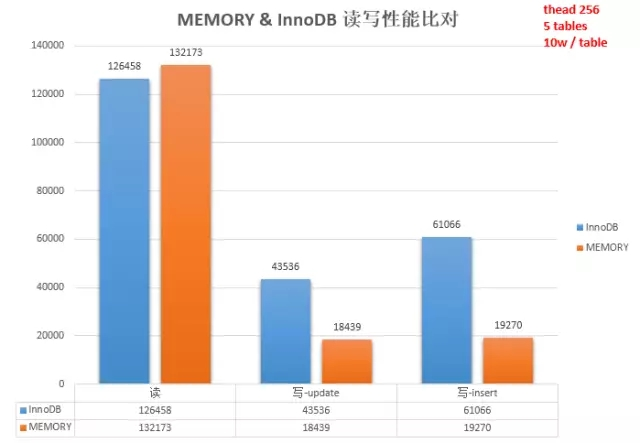 MEMORY & InnoDB 读写性能比对
thead 256
5 tables
10w / table
140000
120000
100000
80000
60000
40000
20000
0
126458
132173
43536
18439
61066
19270
InnoDB
MEMORY
读 写-update 写-insert
InnoDB 126458 43536 61066
MEMORY 132173 18439 19270